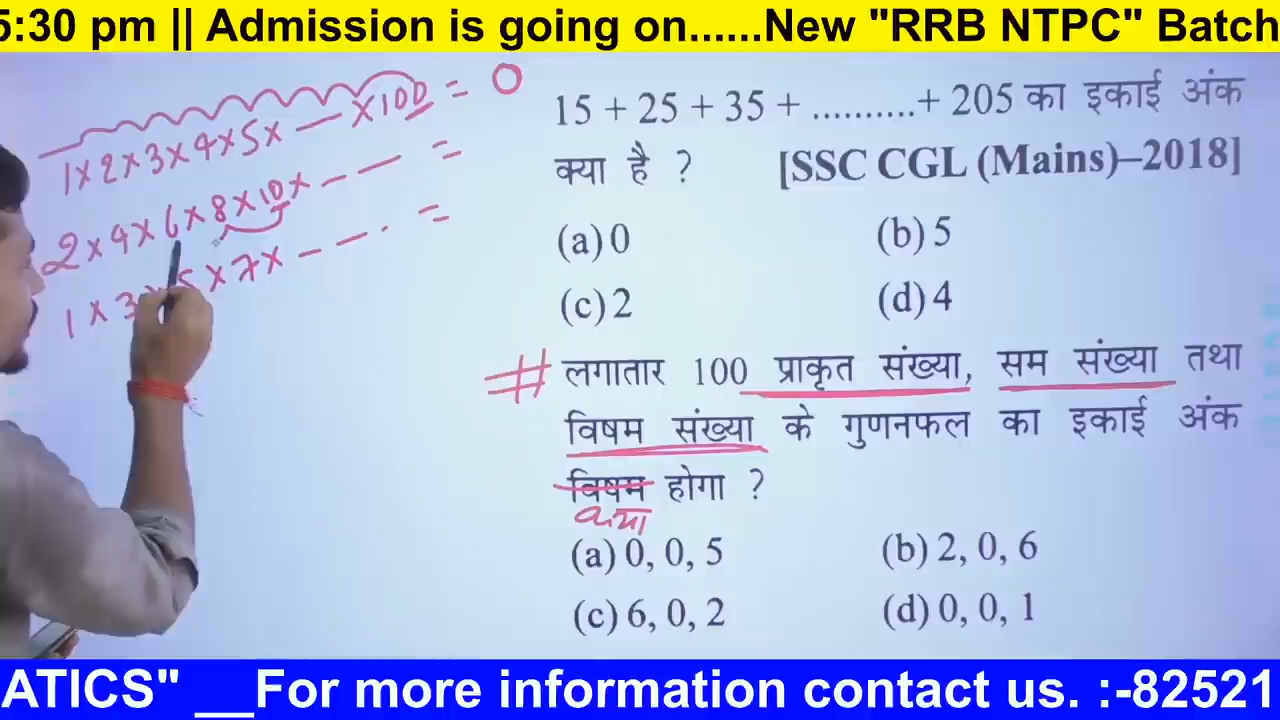 5:30 pm || Admission is going on......New "RRB NTPC" Batch
1×2×3×4×5×—×100 = 0
2×4×6×8×10×--- =
1×3×5×7×---. =
15 + 25 + 35 + ..........+ 205 का इकाई अंक
क्या है ? [SSC CGL (Mains)–2018]
(a) 0 (b) 5
(c) 2 (d) 4
# लगातार 100 प्राकृत संख्या, सम संख्या तथा
विषम संख्या के गुणनफल का इकाई अंक
विषम होगा ?
क्या
(a) 0, 0, 5 (b) 2, 0, 6
(c) 6, 0, 2 (d) 0, 0, 1
ATICS" __For more information contact us. :-82521